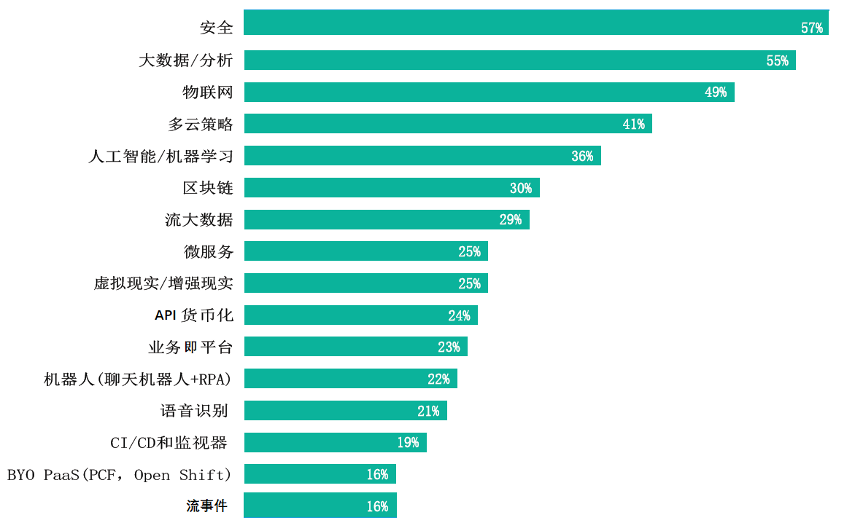 安全 57%
大数据/分析 55%
物联网 49%
多云策略 41%
人工智能/机器学习 36%
区块链 30%
流大数据 29%
微服务 25%
虚拟现实/增强现实 25%
API 货币化 24%
业务即平台 23%
机器人(聊天机器人+RPA) 22%
语音识别 21%
CI/CD和监视器 19%
BYO PaaS(PCF, Open Shift) 16%
流事件 16%